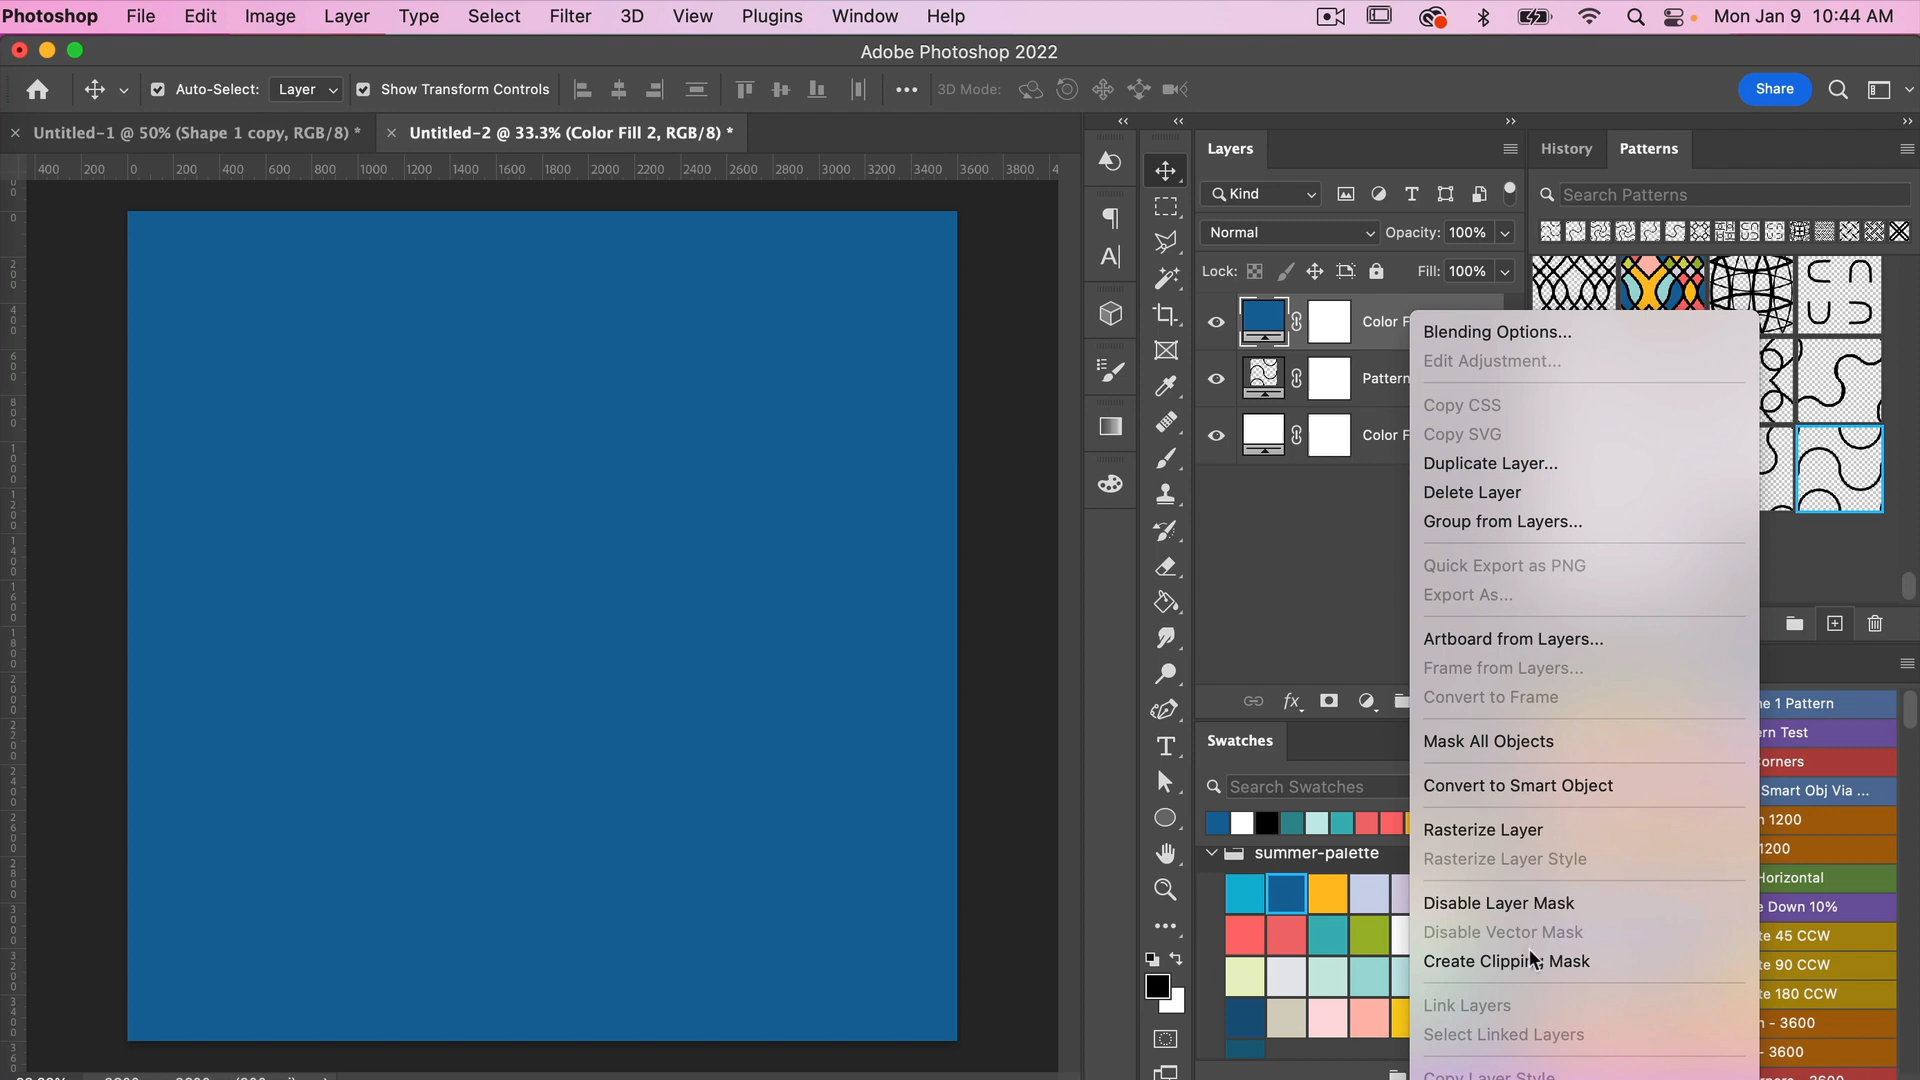 Photoshop File Edit Image Layer Type Select Filter 3D View Plugins Window Help Mon Jan 9 10:44 AM
Adobe Photoshop 2022
Auto-Select: Layer Show Transform Controls 3D Mode: Share
Untitled-1 @ 50% (Shape 1 copy, RGB/8) * Untitled-2 @ 33.3% (Color Fill 2, RGB/8) *
400 200 0 200 400 600 800 1000 1200 1400 1600 1800 2000 2200 2400 2600 2800 3000 3200 3400 3600 3800 4
Layers
History Patterns
Kind
Search Patterns
Normal Opacity: 100%
Lock: Fill: 100%
Color F
Pattern
Color F
Blending Options...
Edit Adjustment...
Copy CSS
Copy SVG
Duplicate Layer...
Delete Layer
Group from Layers...
Quick Export as PNG
Export As...
Artboard from Layers...
Frame from Layers...
Convert to Frame
Mask All Objects
Convert to Smart Object
Rasterize Layer
Rasterize Layer Style
Disable Layer Mask
Disable Vector Mask
Create Clipping Mask
Link Layers
Select Linked Layers
Copy Layer Style
fx
Swatches
Search Swatches
summer-palette
ne 1 Pattern
ern Test
orners
Smart Obj Via ...
n 1200
1200
Horizontal
e Down 10%
te 45 CCW
te 90 CCW
te 180 CCW
n - 3600
- 3600